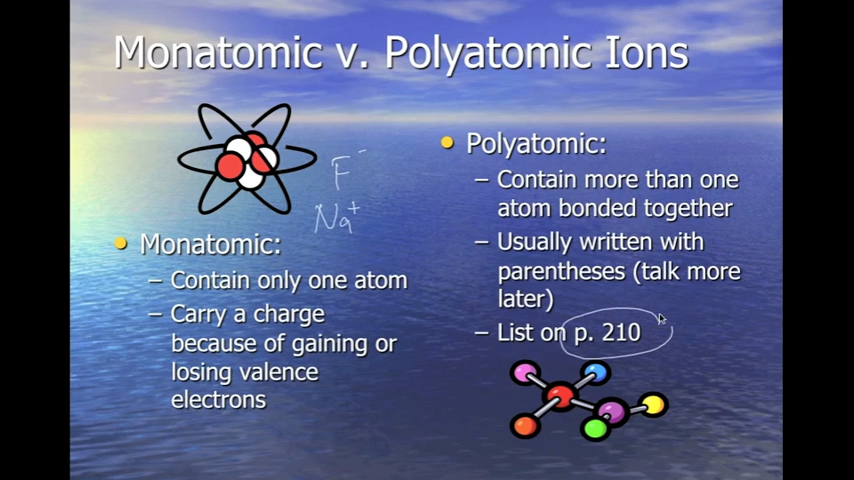 Monatomic v. Polyatomic Ions
F⁻
Na⁺
• Monatomic:
– Contain only one atom
– Carry a charge
because of gaining or
losing valence
electrons
• Polyatomic:
– Contain more than one
atom bonded together
– Usually written with
parentheses (talk more
later)
– List on p. 210